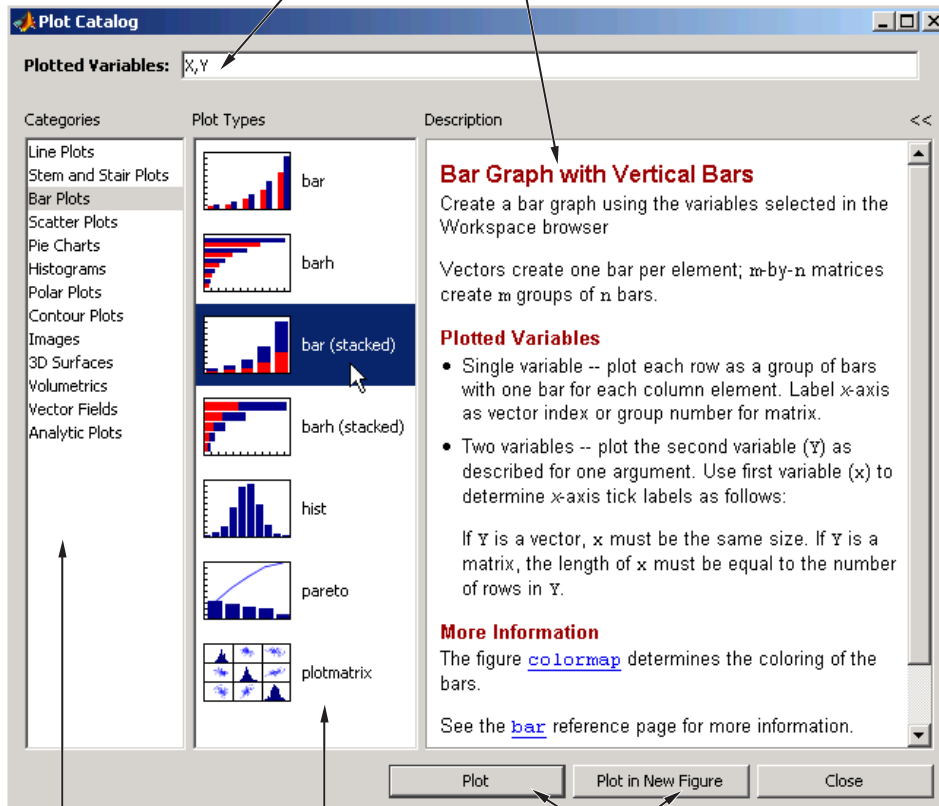 Plot Catalog
Plotted Variables: X,Y
Categories
Plot Types
Description
<<
Line Plots
Stem and Stair Plots
Bar Plots
Scatter Plots
Pie Charts
Histograms
Polar Plots
Contour Plots
Images
3D Surfaces
Volumetrics
Vector Fields
Analytic Plots
bar
barh
bar (stacked)
barh (stacked)
hist
pareto
plotmatrix
Bar Graph with Vertical Bars
Create a bar graph using the variables selected in the
Workspace browser
Vectors create one bar per element; m-by-n matrices
create m groups of n bars.
Plotted Variables
• Single variable -- plot each row as a group of bars
with one bar for each column element. Label x-axis
as vector index or group number for matrix.
• Two variables -- plot the second variable (Y) as
described for one argument. Use first variable (x) to
determine x-axis tick labels as follows:
If Y is a vector, x must be the same size. If Y is a
matrix, the length of x must be equal to the number
of rows in Y.
More Information
The figure colormap determines the coloring of the
bars.
See the bar reference page for more information.
Plot
Plot in New Figure
Close